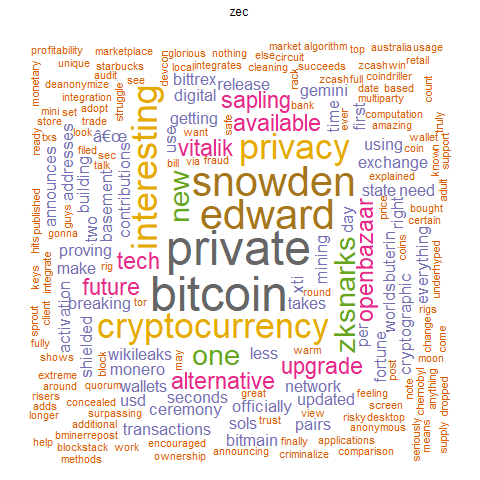 zec
profitability marketplace glorious nothing else market algorithm top australia usage
unique starbucks local integrates cleaning circuit succeeds zcashwin retail
deanonymize audit see devcon rack zcash full coindriller count
monetary integration struggle bittrex release gemini date based multiparty
mini set adopt trade digital sapling bank computation amazing
store look â€œ getting vitalik available time ever first using wallet truly
ready txs filed sec want safe coin known support
announces guys addresses talk use via fraud privacy exchange explained adult
gonna building basement contributions interesting bill new snowden state need
published two edward day right price bought certain
hits proving tech private xti mining openbazaar worlds buterin coins everything underhyped
keys integrate make rig future round zksnarks per cryptographic rigs
sprout client activation breaking tor bitcoin takes fortune change
fully shielded wikileaks cryptocurrency less warm post note moon come
shows block monero may one upgrade feeling anything chernobyl
extreme around quorum wallets alternative great network screen dropped
risers concealed usd seconds officially updated view risky desktop
adds surpassing ceremony sols trust pairs anonymous means supply
longer additional transactions bitmain finally applications seriously
help bminerrepost encouraged announcing criminalize comparison
blockstack work ownership
methods